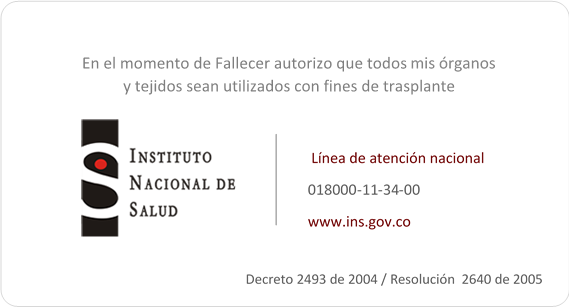 En el momento de Fallecer autorizo que todos mis órganos
y tejidos sean utilizados con fines de trasplante
INSTITUTO
NACIONAL DE
SALUD
Línea de atención nacional
018000-11-34-00
www.ins.gov.co
Decreto 2493 de 2004 / Resolución 2640 de 2005